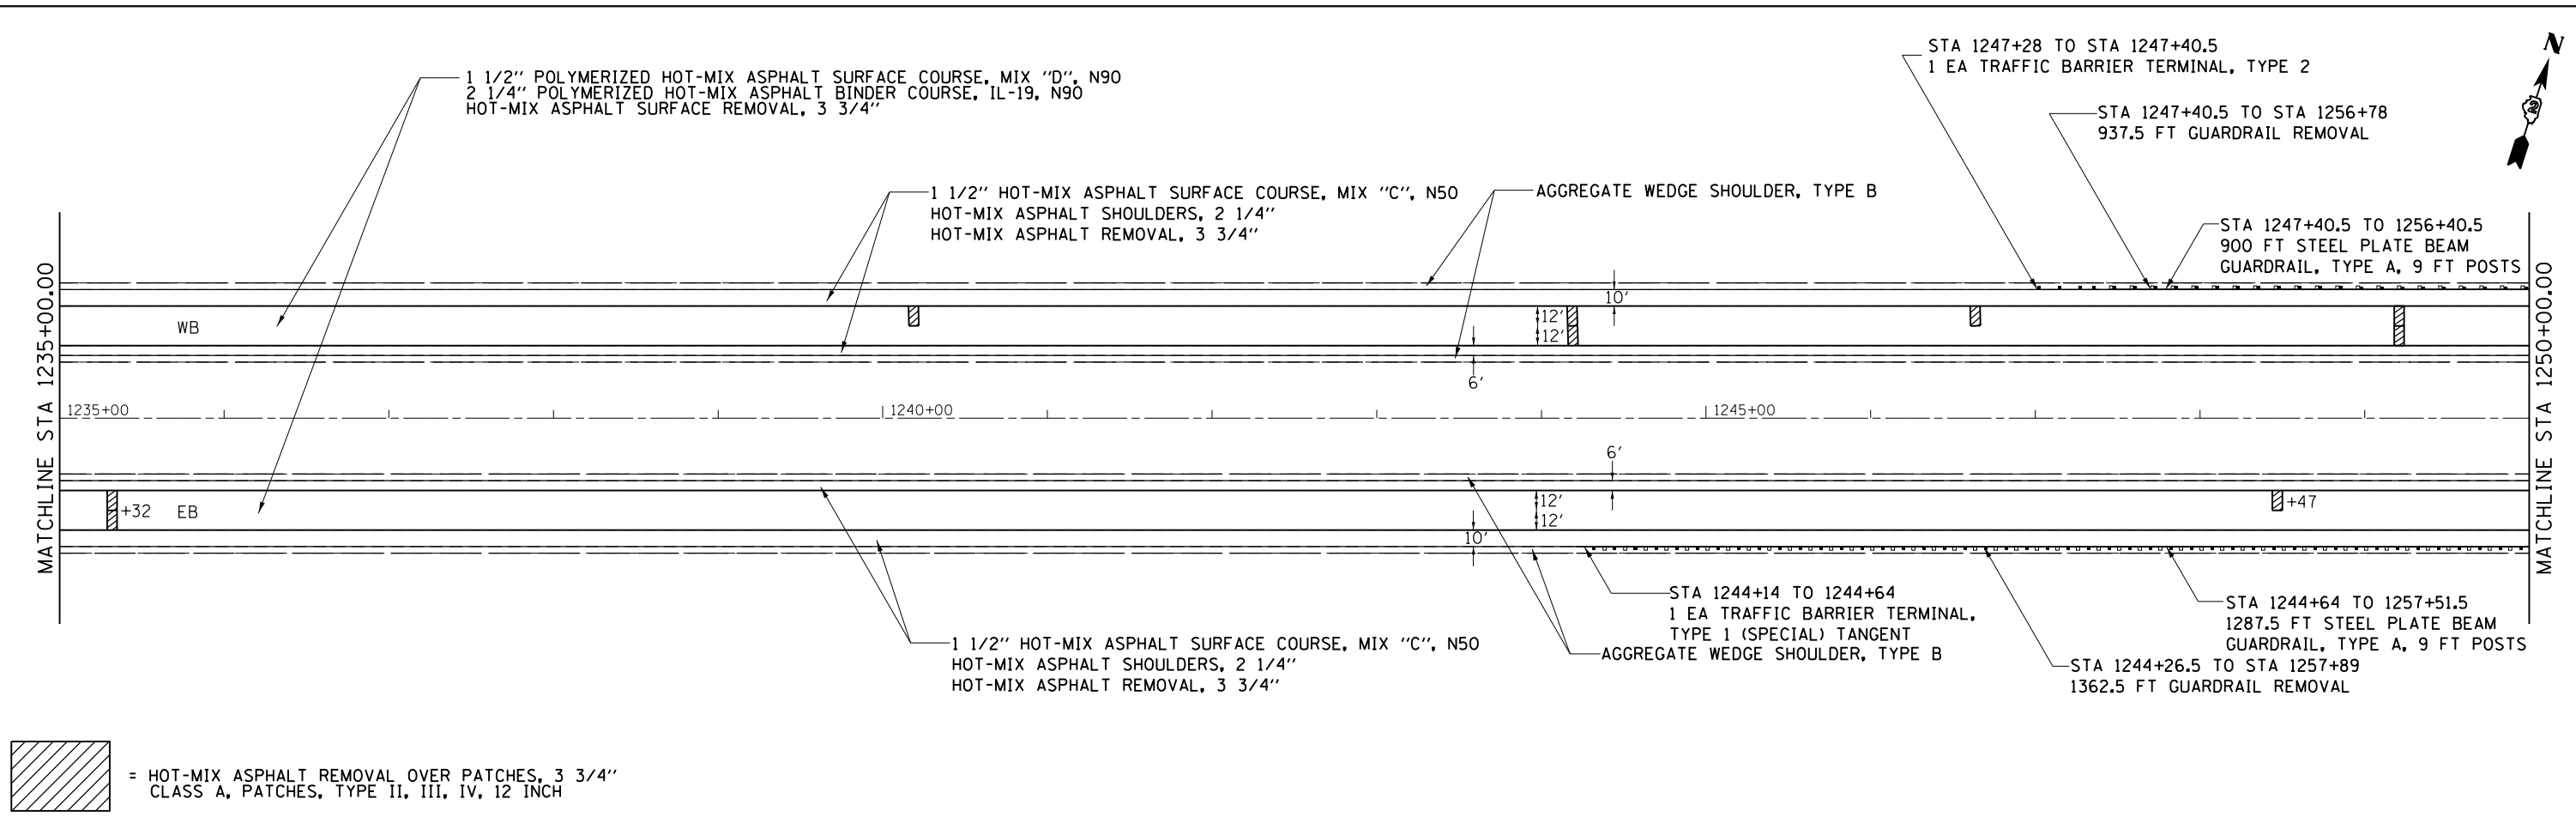 1 1/2" POLYMERIZED HOT-MIX ASPHALT SURFACE COURSE, MIX "D", N90
2 1/4" POLYMERIZED HOT-MIX ASPHALT BINDER COURSE, IL-19, N90
HOT-MIX ASPHALT SURFACE REMOVAL, 3 3/4"
STA 1247+28 TO STA 1247+40.5
1 EA TRAFFIC BARRIER TERMINAL, TYPE 2
N
2
STA 1247+40.5 TO STA 1256+78
937.5 FT GUARDRAIL REMOVAL
1 1/2" HOT-MIX ASPHALT SURFACE COURSE, MIX "C", N50
HOT-MIX ASPHALT SHOULDERS, 2 1/4"
HOT-MIX ASPHALT REMOVAL, 3 3/4"
AGGREGATE WEDGE SHOULDER, TYPE B
STA 1247+40.5 TO 1256+40.5
900 FT STEEL PLATE BEAM
GUARDRAIL, TYPE A, 9 FT POSTS
MATCHLINE STA 1235+00.00
MATCHLINE STA 1250+00.00
10'
WB
12'
12'
6'
1235+00
1240+00
1245+00
6'
+32
EB
12'
12'
+47
10'
STA 1244+14 TO 1244+64
1 EA TRAFFIC BARRIER TERMINAL,
TYPE 1 (SPECIAL) TANGENT
AGGREGATE WEDGE SHOULDER, TYPE B
STA 1244+64 TO 1257+51.5
1287.5 FT STEEL PLATE BEAM
GUARDRAIL, TYPE A, 9 FT POSTS
STA 1244+26.5 TO STA 1257+89
1362.5 FT GUARDRAIL REMOVAL
1 1/2" HOT-MIX ASPHALT SURFACE COURSE, MIX "C", N50
HOT-MIX ASPHALT SHOULDERS, 2 1/4"
HOT-MIX ASPHALT REMOVAL, 3 3/4"
= HOT-MIX ASPHALT REMOVAL OVER PATCHES, 3 3/4"
CLASS A, PATCHES, TYPE II, III, IV, 12 INCH